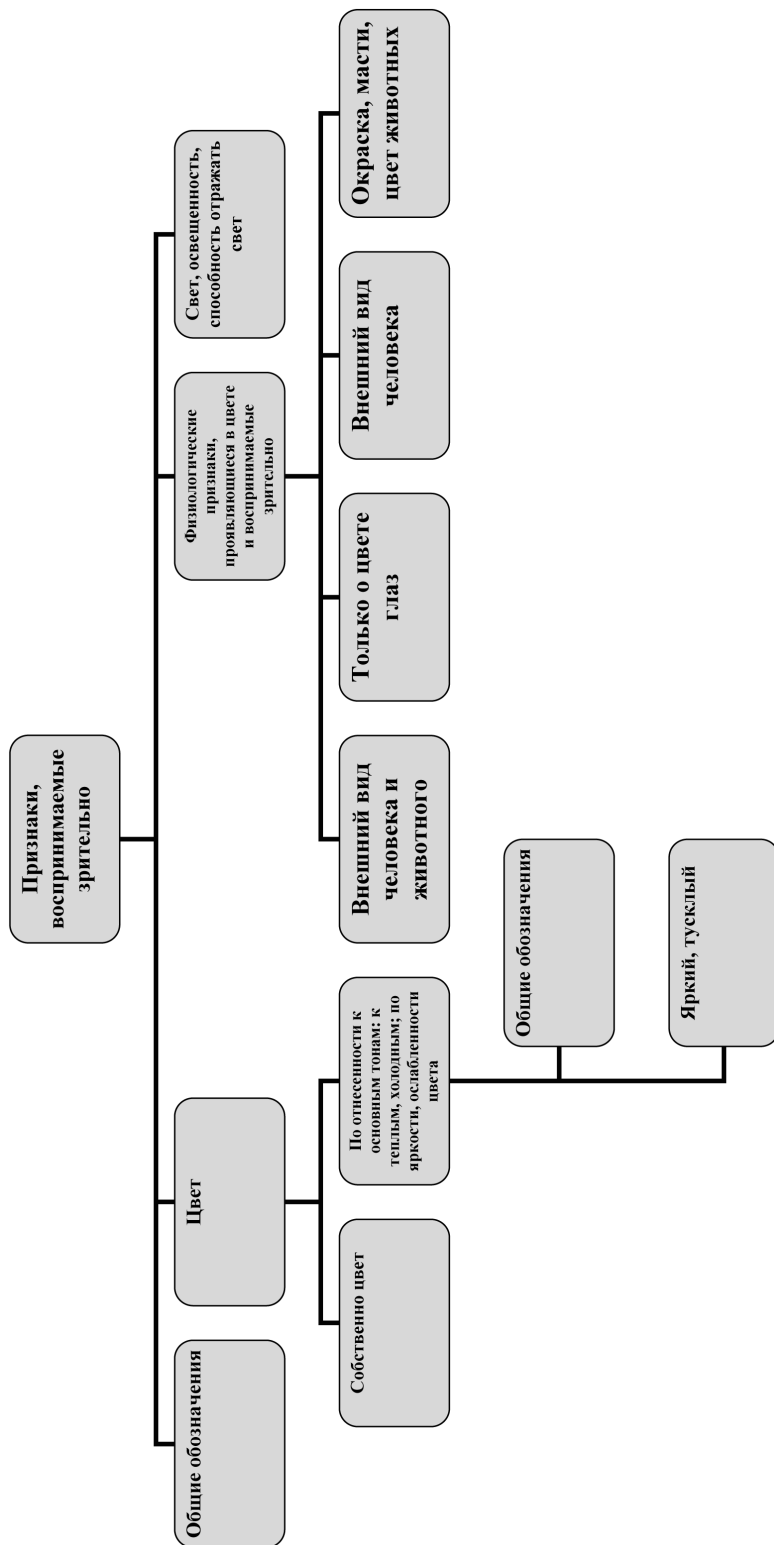 Признаки,
воспринимаемые
зрительно
Общие обозначения
Цвет
Физиологические
признаки,
проявляющиеся в цвете
и воспринимаемые
зрительно
Свет, освещенность,
способность отражать
свет
Собственно цвет
По отнесенности к
основным тонам: к
теплым, холодным; по
яркости, ослабленности
цвета
Внешний вид
человека и
животного
Только о цвете
глаз
Внешний вид
человека
Окраска, масти,
цвет животных
Общие обозначения
Яркий, тусклый